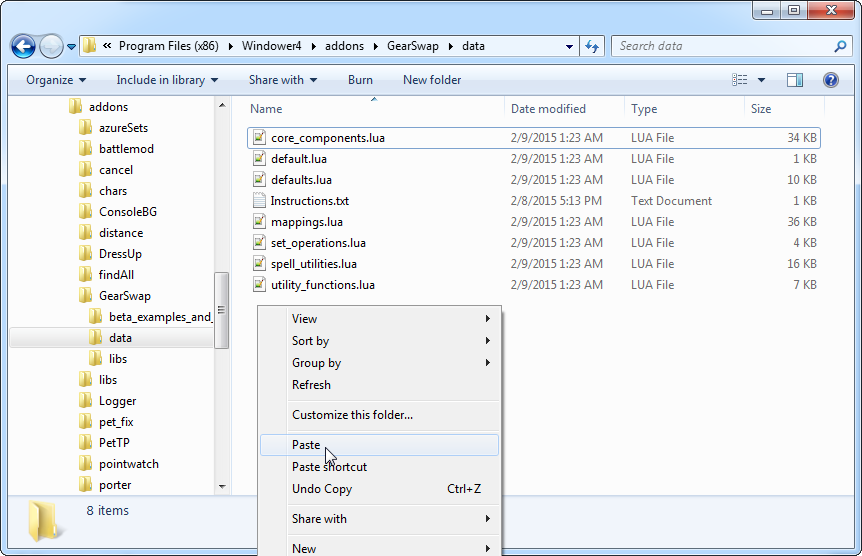 « Program Files (x86) ▸ Windower4 ▸ addons ▸ GearSwap ▸ data
Search data
Organize Include in library Share with Burn New folder
Name Date modified Type Size
addons
azureSets
battlemod
cancel
chars
ConsoleBG
distance
DressUp
findAll
GearSwap
beta_examples_and_
data
libs
libs
Logger
pet_fix
PetTP
pointwatch
porter
core_components.lua 2/9/2015 1:23 AM LUA File 34 KB
default.lua 2/9/2015 1:23 AM LUA File 1 KB
defaults.lua 2/9/2015 1:23 AM LUA File 10 KB
Instructions.txt 2/8/2015 5:13 PM Text Document 1 KB
mappings.lua 2/9/2015 1:23 AM LUA File 36 KB
set_operations.lua 2/9/2015 1:23 AM LUA File 4 KB
spell_utilities.lua 2/9/2015 1:23 AM LUA File 16 KB
utility_functions.lua 2/9/2015 1:23 AM LUA File 7 KB
View
Sort by
Group by
Refresh
Customize this folder...
Paste
Paste shortcut
Undo Copy Ctrl+Z
Share with
New
8 items